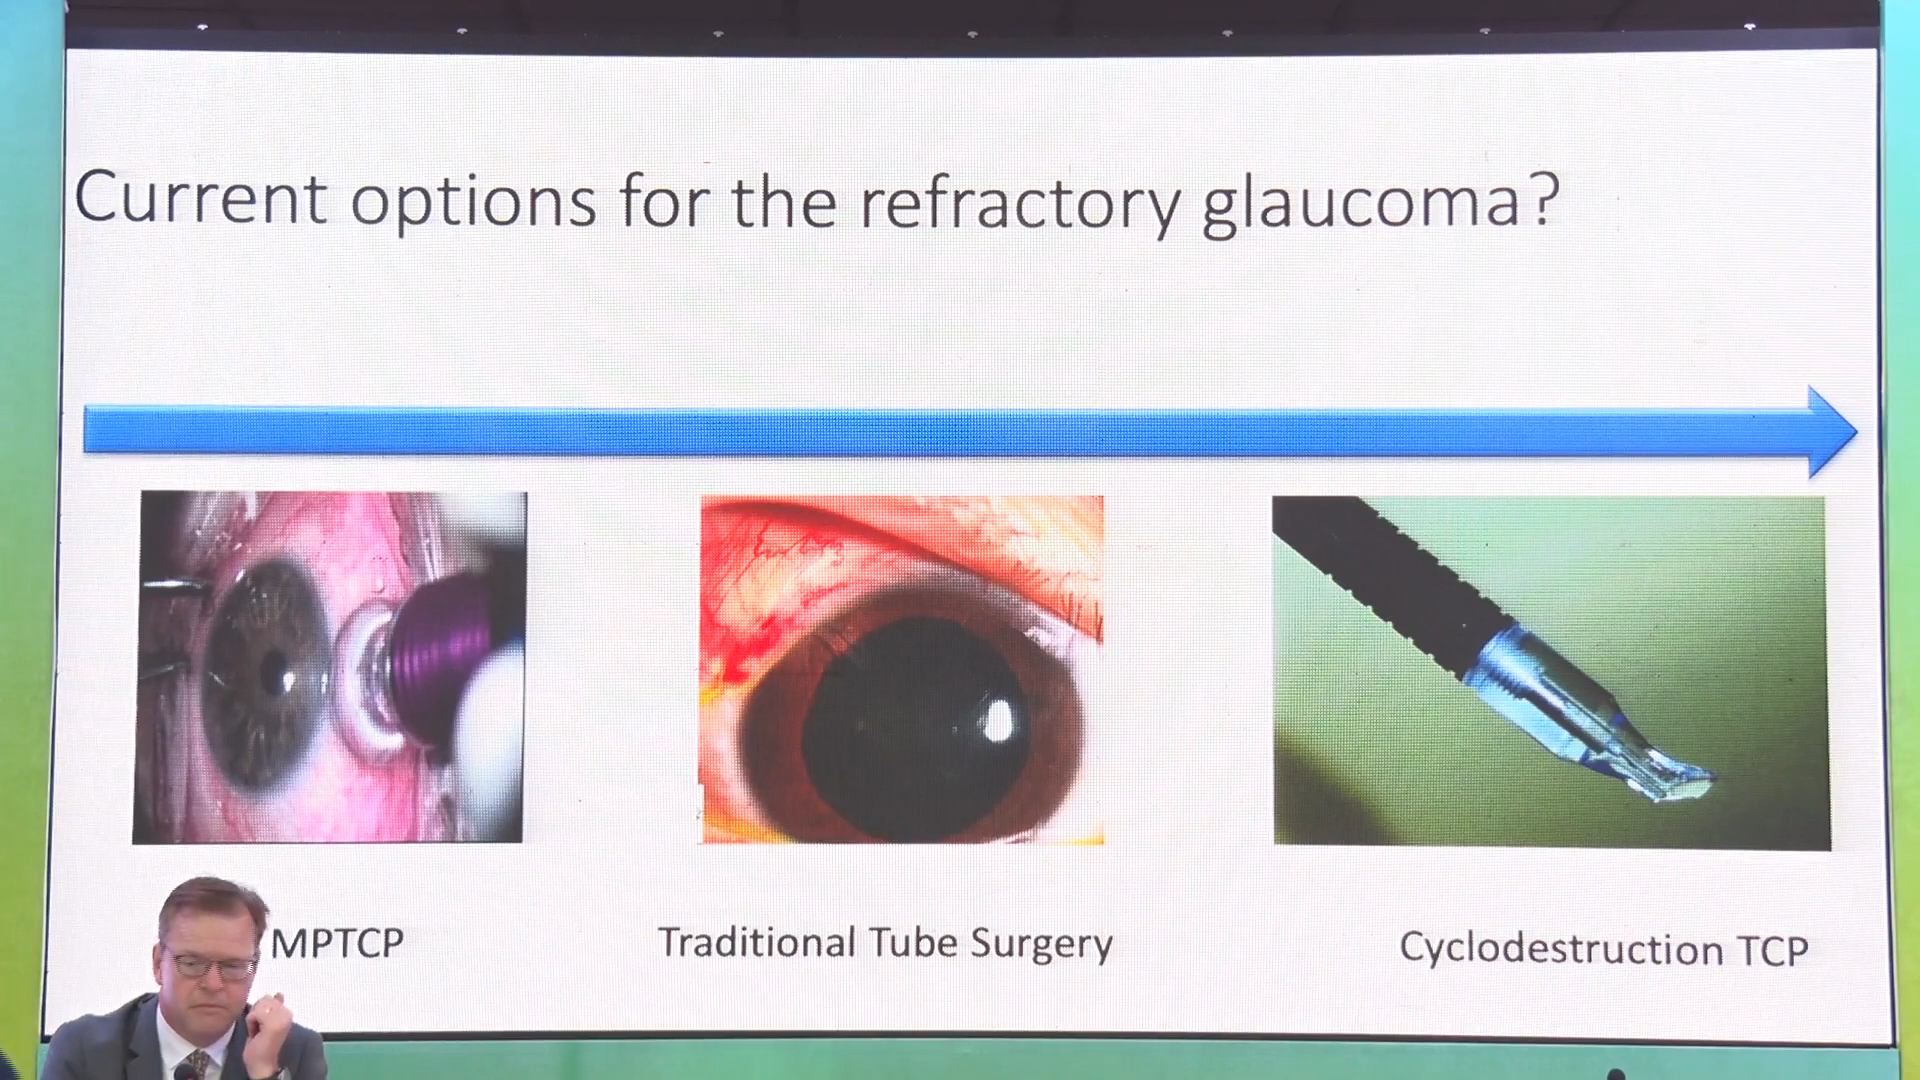 Current options for the refractory glaucoma?
MPTCP
Traditional Tube Surgery
Cyclodestruction TCP